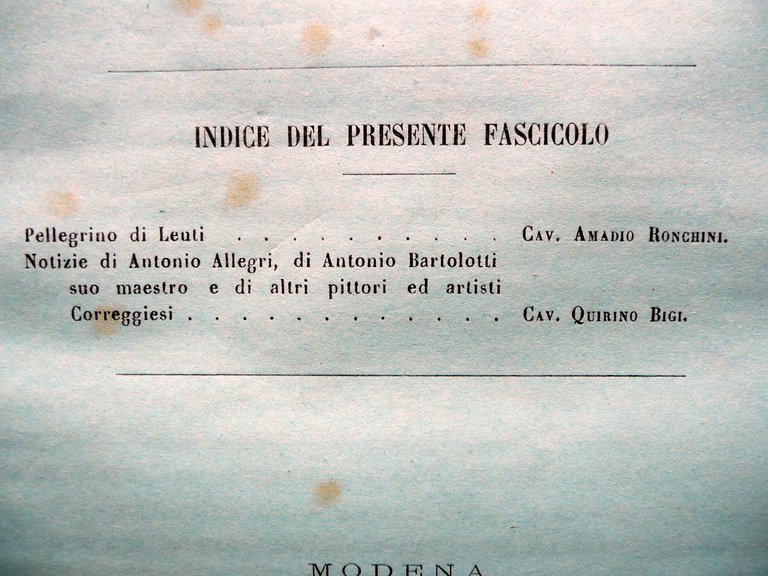 INDICE DEL PRESENTE FASCICOLO
Pellegrino di Leuti . . . . . . . . . . Cav. Amadio Ronchini.
Notizie di Antonio Allegri, di Antonio Bartolotti
suo maestro e di altri pittori ed artisti
Correggiesi . . . . . . . . . . . . Cav. Quirino Bigi.
MODENA